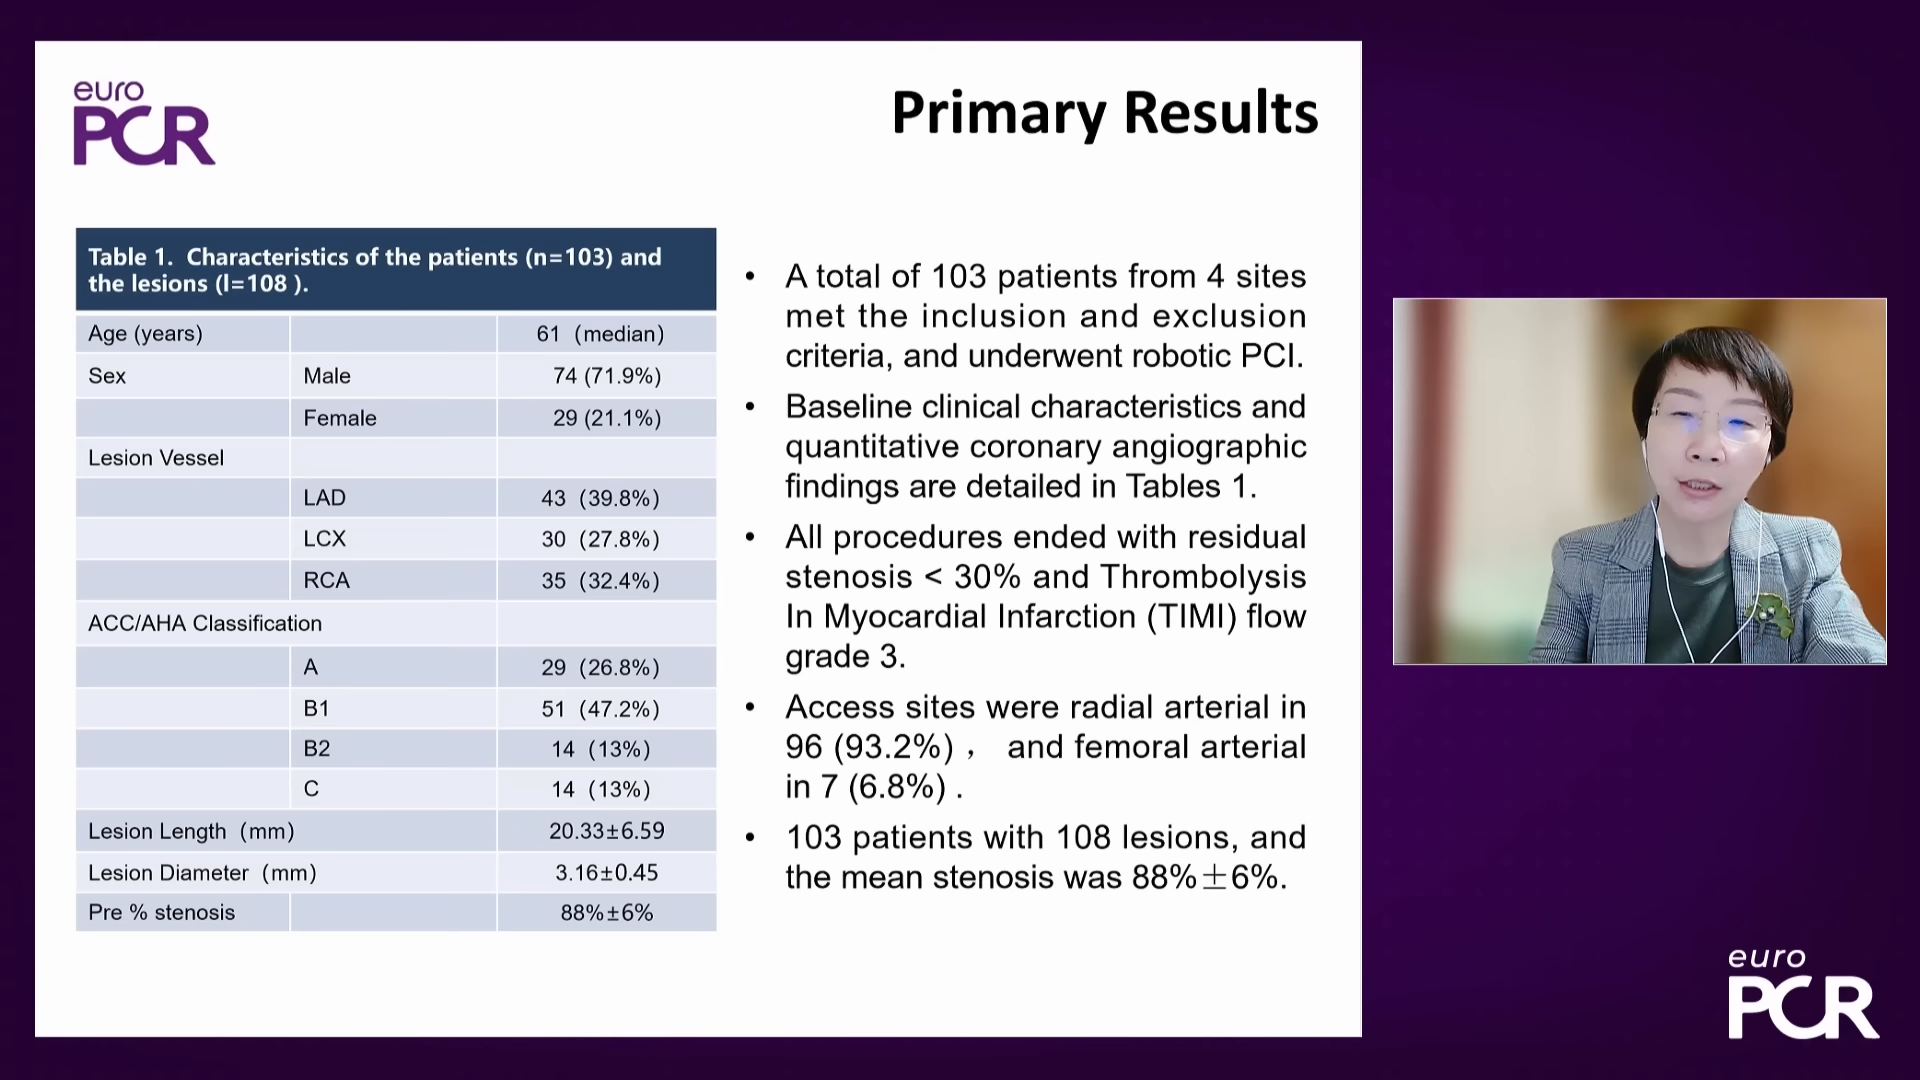 euro
PCR
Primary Results
Table 1. Characteristics of the patients (n=103) and
the lesions (l=108 ).
Age (years) 61 (median)
Sex Male 74 (71.9%)
Female 29 (21.1%)
Lesion Vessel
LAD 43 (39.8%)
LCX 30 (27.8%)
RCA 35 (32.4%)
ACC/AHA Classification
A 29 (26.8%)
B1 51 (47.2%)
B2 14 (13%)
C 14 (13%)
Lesion Length (mm) 20.33±6.59
Lesion Diameter (mm) 3.16±0.45
Pre % stenosis 88%±6%
• A total of 103 patients from 4 sites
met the inclusion and exclusion
criteria, and underwent robotic PCI.
• Baseline clinical characteristics and
quantitative coronary angiographic
findings are detailed in Tables 1.
• All procedures ended with residual
stenosis < 30% and Thrombolysis
In Myocardial Infarction (TIMI) flow
grade 3.
• Access sites were radial arterial in
96 (93.2%) ， and femoral arterial
in 7 (6.8%) .
• 103 patients with 108 lesions, and
the mean stenosis was 88%±6%.
euro
PCR